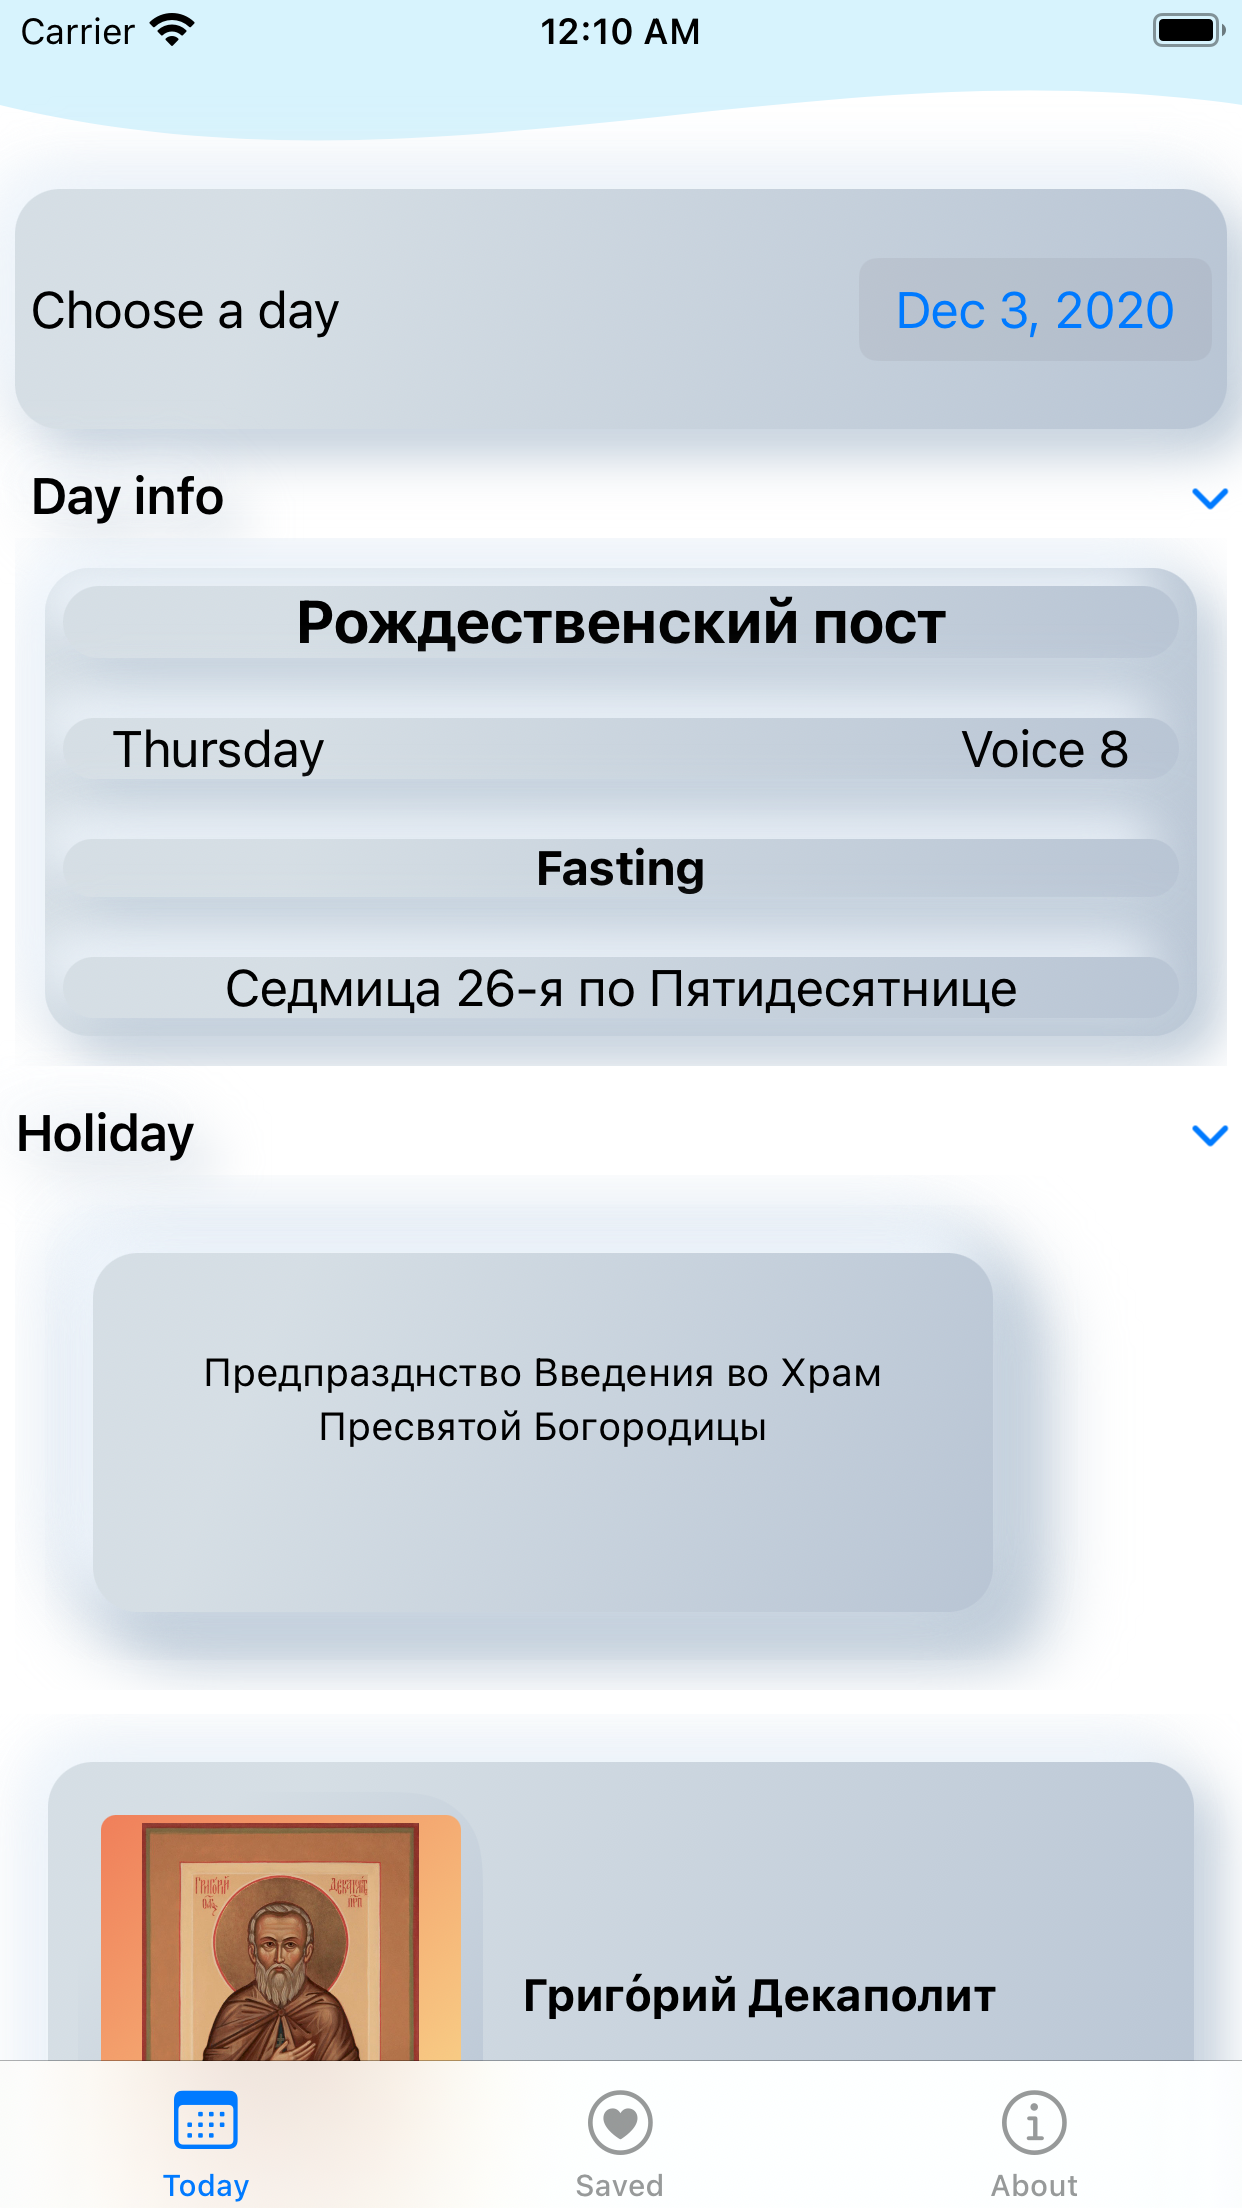 Carrier 12:10 AM
Choose a day Dec 3, 2020
Day info
Рождественский пост
Thursday Voice 8
Fasting
Седмица 26-я по Пятидесятнице
Holiday
Предпразднство Введения во Храм
Пресвятой Богородицы
Григо́рий Декаполит
Today Saved About